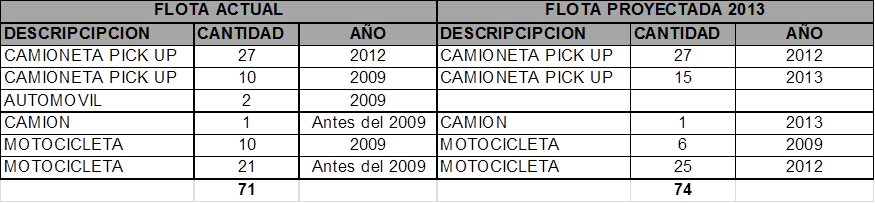 FLOTA ACTUAL FLOTA PROYECTADA 2013
DESCRIPCIPCION CANTIDAD AÑO DESCRIPCIPCION CANTIDAD AÑO
CAMIONETA PICK UP 27 2012 CAMIONETA PICK UP 27 2012
CAMIONETA PICK UP 10 2009 CAMIONETA PICK UP 15 2013
AUTOMOVIL 2 2009
CAMION 1 Antes del 2009 CAMION 1 2013
MOTOCICLETA 10 2009 MOTOCICLETA 6 2009
MOTOCICLETA 21 Antes del 2009 MOTOCICLETA 25 2012
71 74